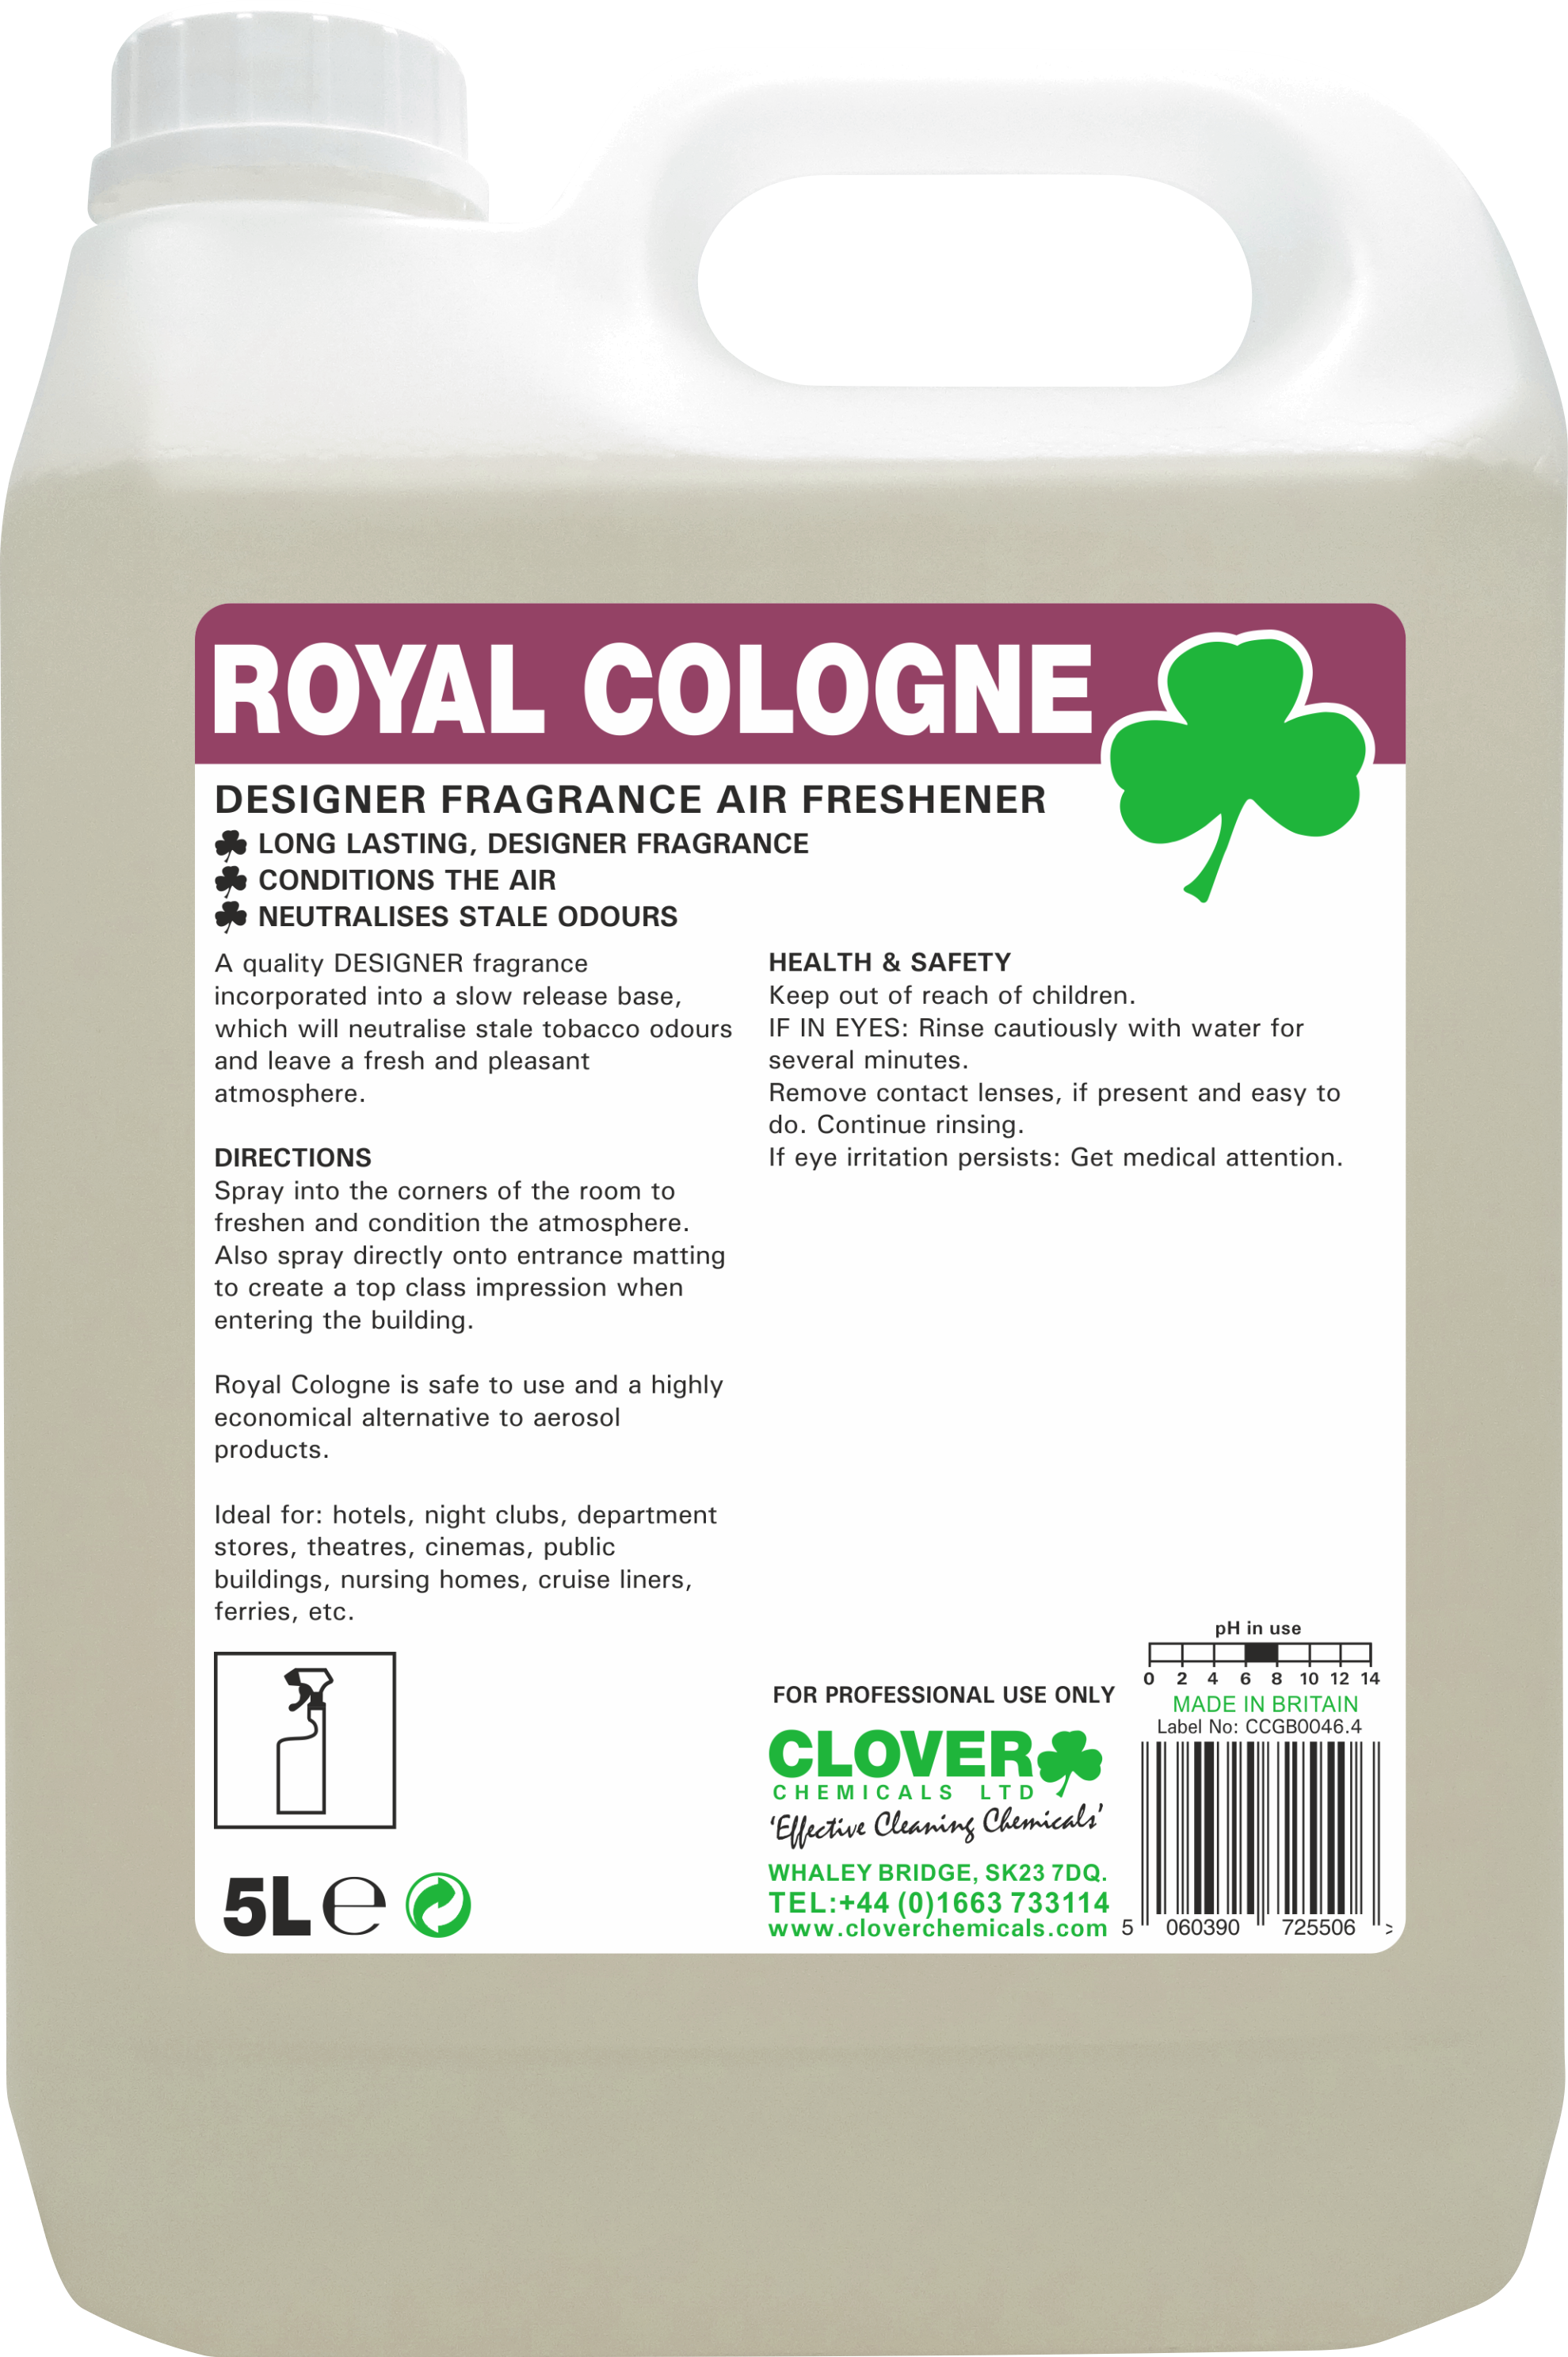 ROYAL COLOGNE
DESIGNER FRAGRANCE AIR FRESHENER
LONG LASTING, DESIGNER FRAGRANCE
CONDITIONS THE AIR
NEUTRALISES STALE ODOURS
A quality DESIGNER fragrance
incorporated into a slow release base,
which will neutralise stale tobacco odours
and leave a fresh and pleasant
atmosphere.
DIRECTIONS
Spray into the corners of the room to
freshen and condition the atmosphere.
Also spray directly onto entrance matting
to create a top class impression when
entering the building.
Royal Cologne is safe to use and a highly
economical alternative to aerosol
products.
Ideal for: hotels, night clubs, department
stores, theatres, cinemas, public
buildings, nursing homes, cruise liners,
ferries, etc.
5L e
HEALTH & SAFETY
Keep out of reach of children.
IF IN EYES: Rinse cautiously with water for
several minutes.
Remove contact lenses, if present and easy to
do. Continue rinsing.
If eye irritation persists: Get medical attention.
FOR PROFESSIONAL USE ONLY
CLOVER
CHEMICALS LTD
'Effective Cleaning Chemicals'
WHALEY BRIDGE, SK23 7DQ.
TEL:+44 (0)1663 733114
www.cloverchemicals.com
pH in use
0 2 4 6 8 10 12 14
MADE IN BRITAIN
Label No: CCGB0046.4
5 060390 725506 >